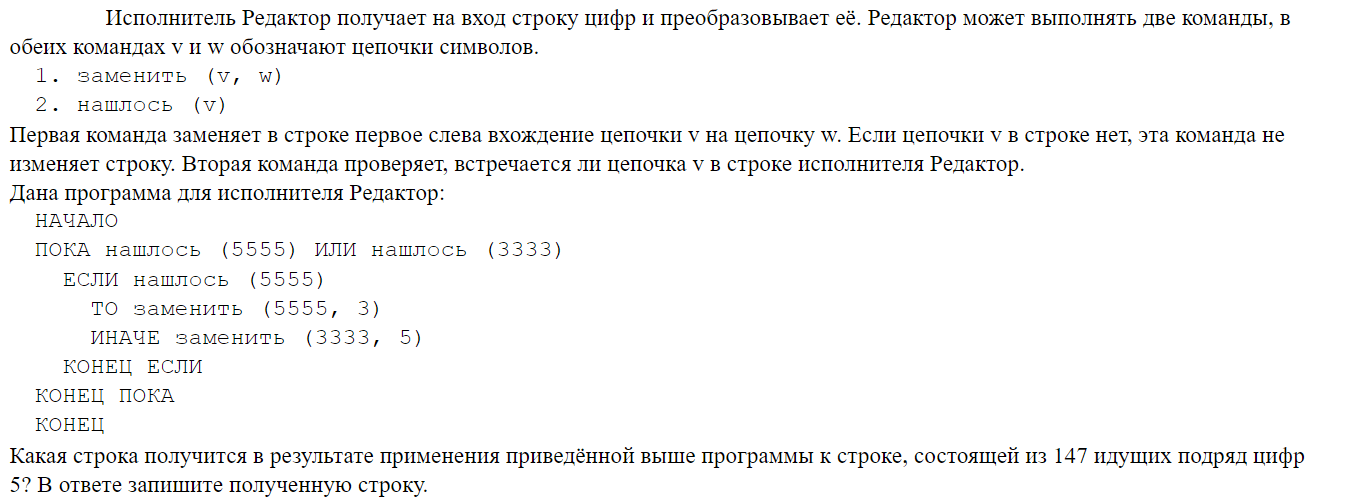 Исполнитель Редактор получает на вход строку цифр и преобразовывает её. Редактор может выполнять две команды, в
обеих командах v и w обозначают цепочки символов.
1. заменить (v, w)
2. нашлось (v)
Первая команда заменяет в строке первое слева вхождение цепочки v на цепочку w. Если цепочки v в строке нет, эта команда не
изменяет строку. Вторая команда проверяет, встречается ли цепочка v в строке исполнителя Редактор.
Дана программа для исполнителя Редактор:
НАЧАЛО
ПОКА нашлось (5555) ИЛИ нашлось (3333)
ЕСЛИ нашлось (5555)
ТО заменить (5555, 3)
ИНАЧЕ заменить (3333, 5)
КОНЕЦ ЕСЛИ
КОНЕЦ ПОКА
КОНЕЦ
Какая строка получится в результате применения приведённой выше программы к строке, состоящей из 147 идущих подряд цифр
5? В ответе запишите полученную строку.